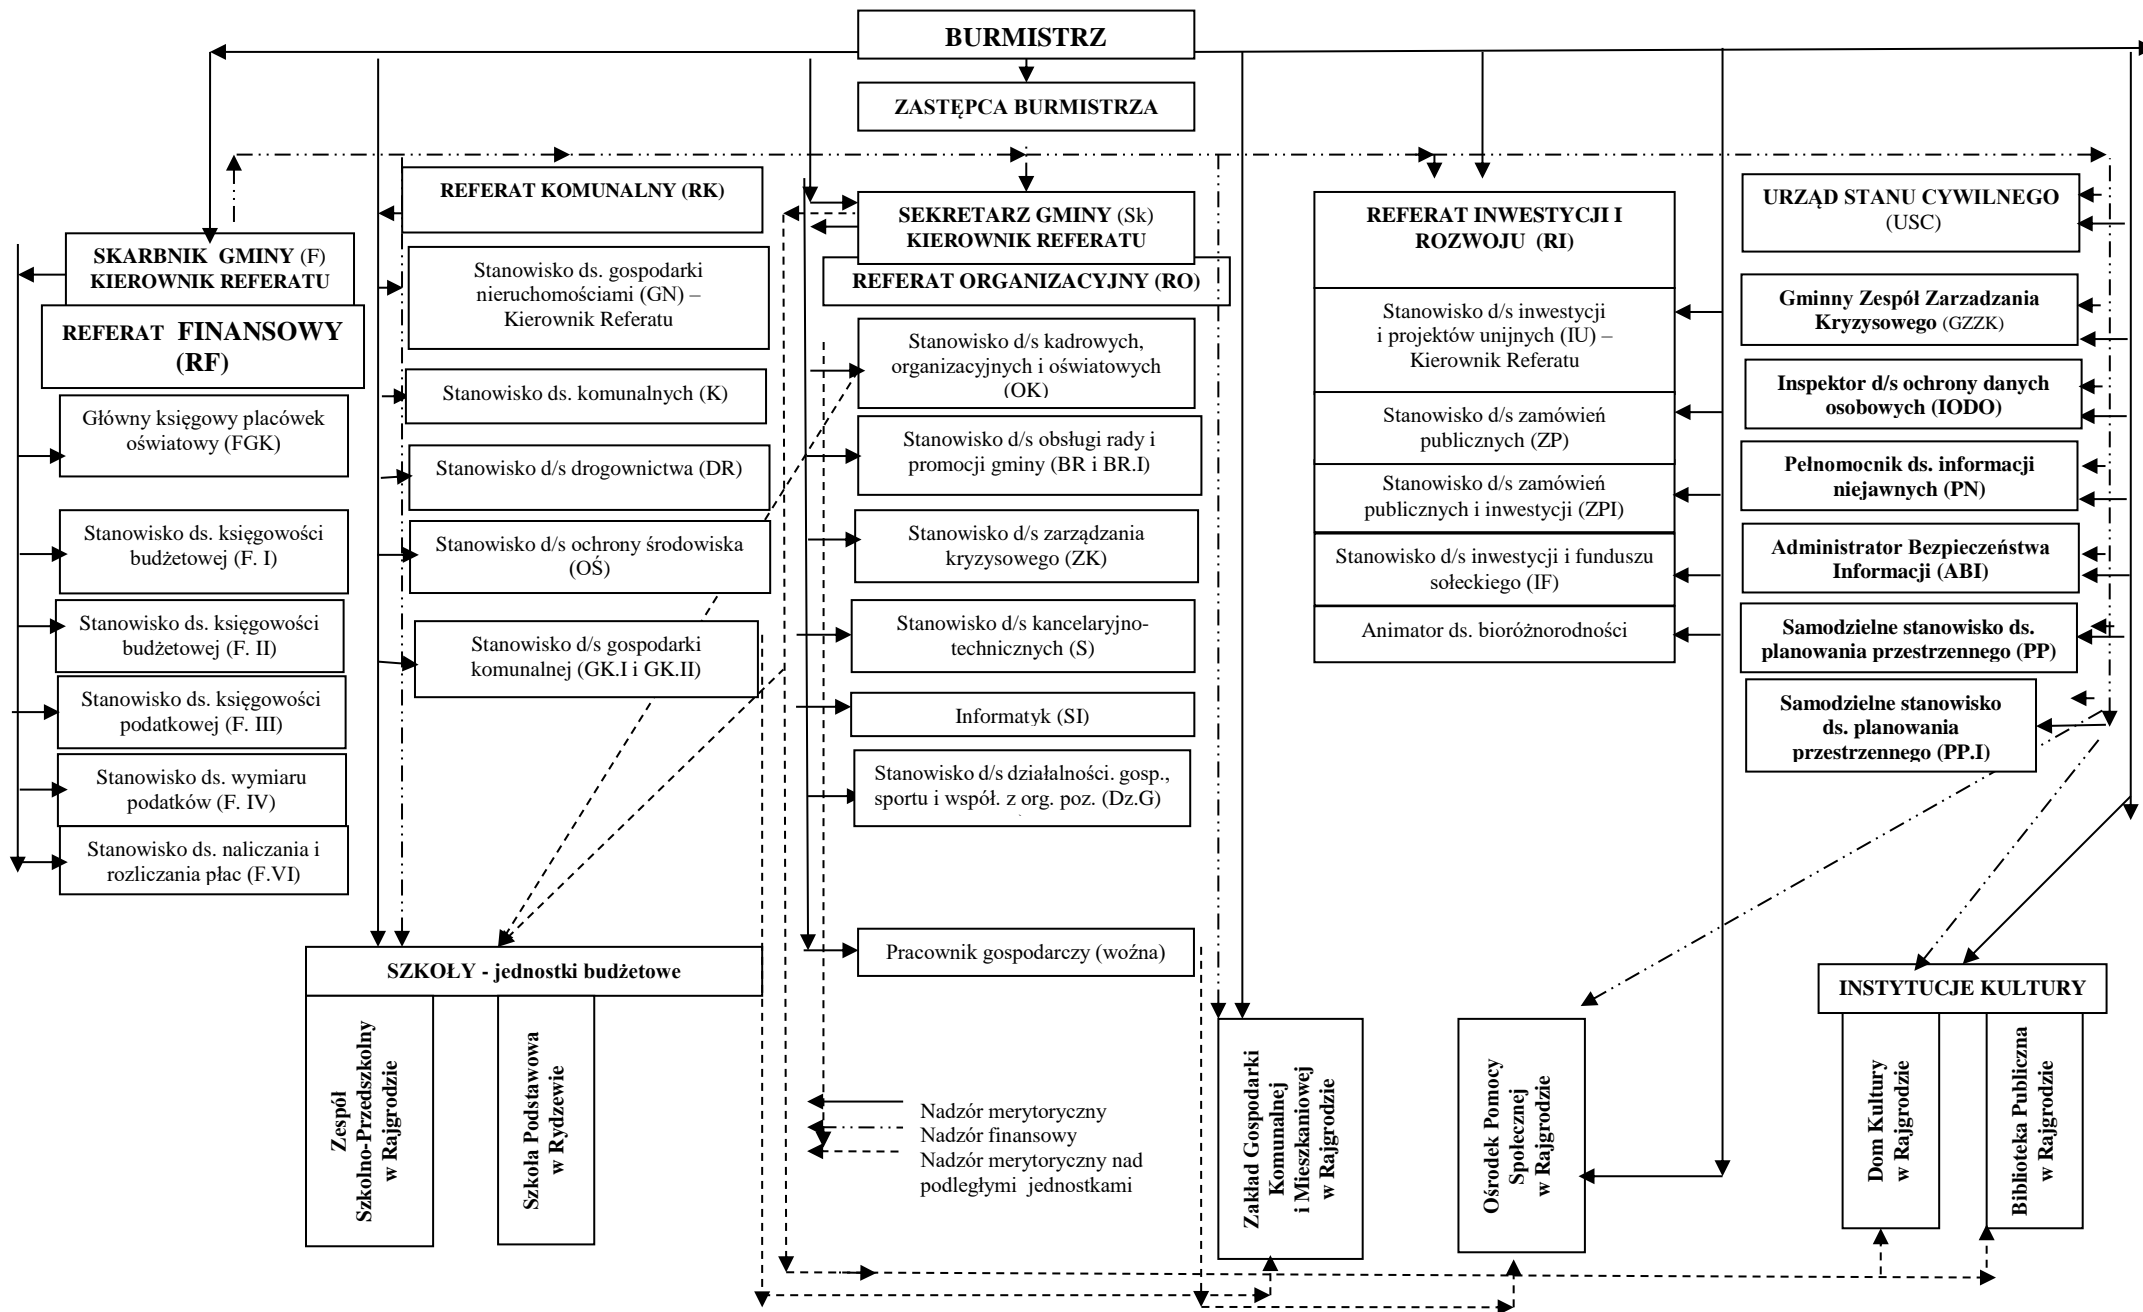 BURMISTRZ
ZASTĘPCA BURMISTRZA
SKARBNIK GMINY (F)
KIEROWNIK REFERATU
REFERAT FINANSOWY
(RF)
Główny księgowy placówek
oświatowy (FGK)
Stanowisko ds. księgowości
budżetowej (F. I)
Stanowisko ds. księgowości
budżetowej (F. II)
Stanowisko ds. księgowości
podatkowej (F. III)
Stanowisko ds. wymiaru
podatków (F. IV)
Stanowisko ds. naliczania i
rozliczania płac (F.VI)
REFERAT KOMUNALNY (RK)
Stanowisko ds. gospodarki
nieruchomościami (GN) –
Kierownik Referatu
Stanowisko ds. komunalnych (K)
Stanowisko d/s drogownictwa (DR)
Stanowisko d/s ochrony środowiska
(OŚ)
Stanowisko d/s gospodarki
komunalnej (GK.I i GK.II)
SEKRETARZ GMINY (Sk)
KIEROWNIK REFERATU
REFERAT ORGANIZACYJNY (RO)
Stanowisko d/s kadrowych,
organizacyjnych i oświatowych
(OK)
Stanowisko d/s obsługi rady i
promocji gminy (BR i BR.I)
Stanowisko d/s zarządzania
kryzysowego (ZK)
Stanowisko d/s kancelaryjno-
technicznych (S)
Informatyk (SI)
Stanowisko d/s działalności. gosp.,
sportu i współ. z org. poz. (Dz.G)
Pracownik gospodarczy (woźna)
REFERAT INWESTYCJI I
ROZWOJU (RI)
Stanowisko d/s inwestycji
i projektów unijnych (IU) –
Kierownik Referatu
Stanowisko d/s zamówień
publicznych (ZP)
Stanowisko d/s zamówień
publicznych i inwestycji (ZPI)
Stanowisko d/s inwestycji i funduszu
sołeckiego (IF)
Animator ds. bioróżnorodności
URZĄD STANU CYWILNEGO
(USC)
Gminny Zespół Zarzadzania
Kryzysowego (GZZK)
Inspektor d/s ochrony danych
osobowych (IODO)
Pełnomocnik ds. informacji
niejawnych (PN)
Administrator Bezpieczeństwa
Informacji (ABI)
Samodzielne stanowisko ds.
planowania przestrzennego (PP)
Samodzielne stanowisko
ds. planowania
przestrzennego (PP.I)
SZKOŁY - jednostki budżetowe
Zespół
Szkolno-Przedszkolny
w Rajgrodzie
Szkoła Podstawowa
w Rydzewie
Nadzór merytoryczny
Nadzór finansowy
Nadzór merytoryczny nad
podległymi jednostkami
Zakład Gospodarki
Komunalnej
i Mieszkaniowej
w Rajgrodzie
Ośrodek Pomocy
Społecznej
w Rajgrodzie
INSTYTUCJE KULTURY
Dom Kultury
w Rajgrodzie
Biblioteka Publiczna
w Rajgrodzie